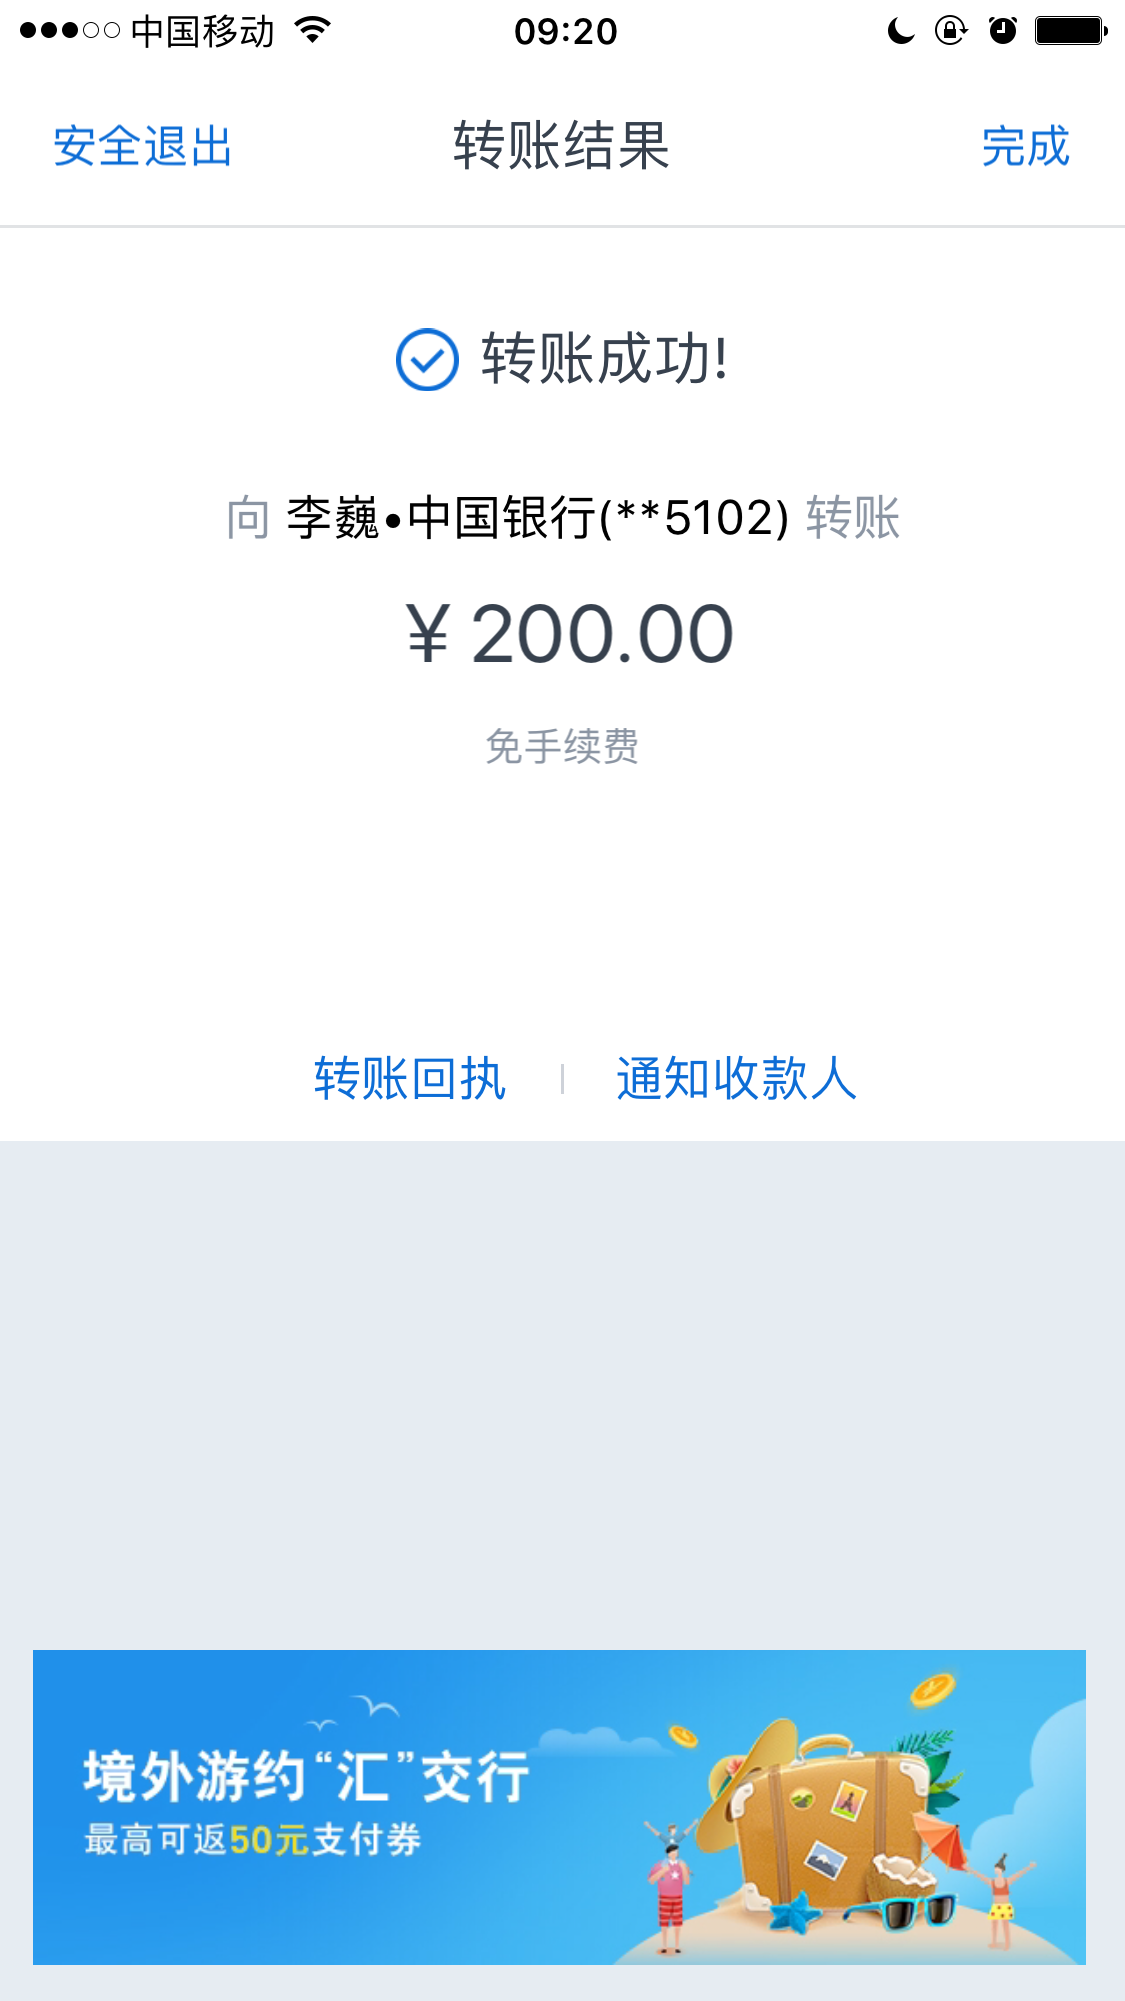 中国移动 09:20
安全退出 转账结果 完成
转账成功!
向 李巍•中国银行(**5102) 转账
¥ 200.00
免手续费
转账回执 通知收款人
境外游约“汇”交行
最高可返50元支付券